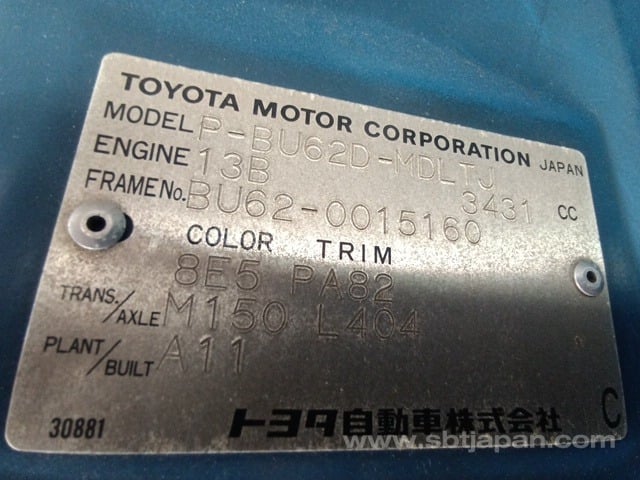 TOYOTA MOTOR CORPORATION JAPAN
MODEL P-BU62D-MDLTJ
ENGINE 13B 3431 CC
FRAME No. BU62-0015160
COLOR TRIM
8E5 PA82
TRANS./AXLE M150 L404
PLANT/BUILT A11
30881 トヨタ自動車株式会社 C
www.sbtjapan.com